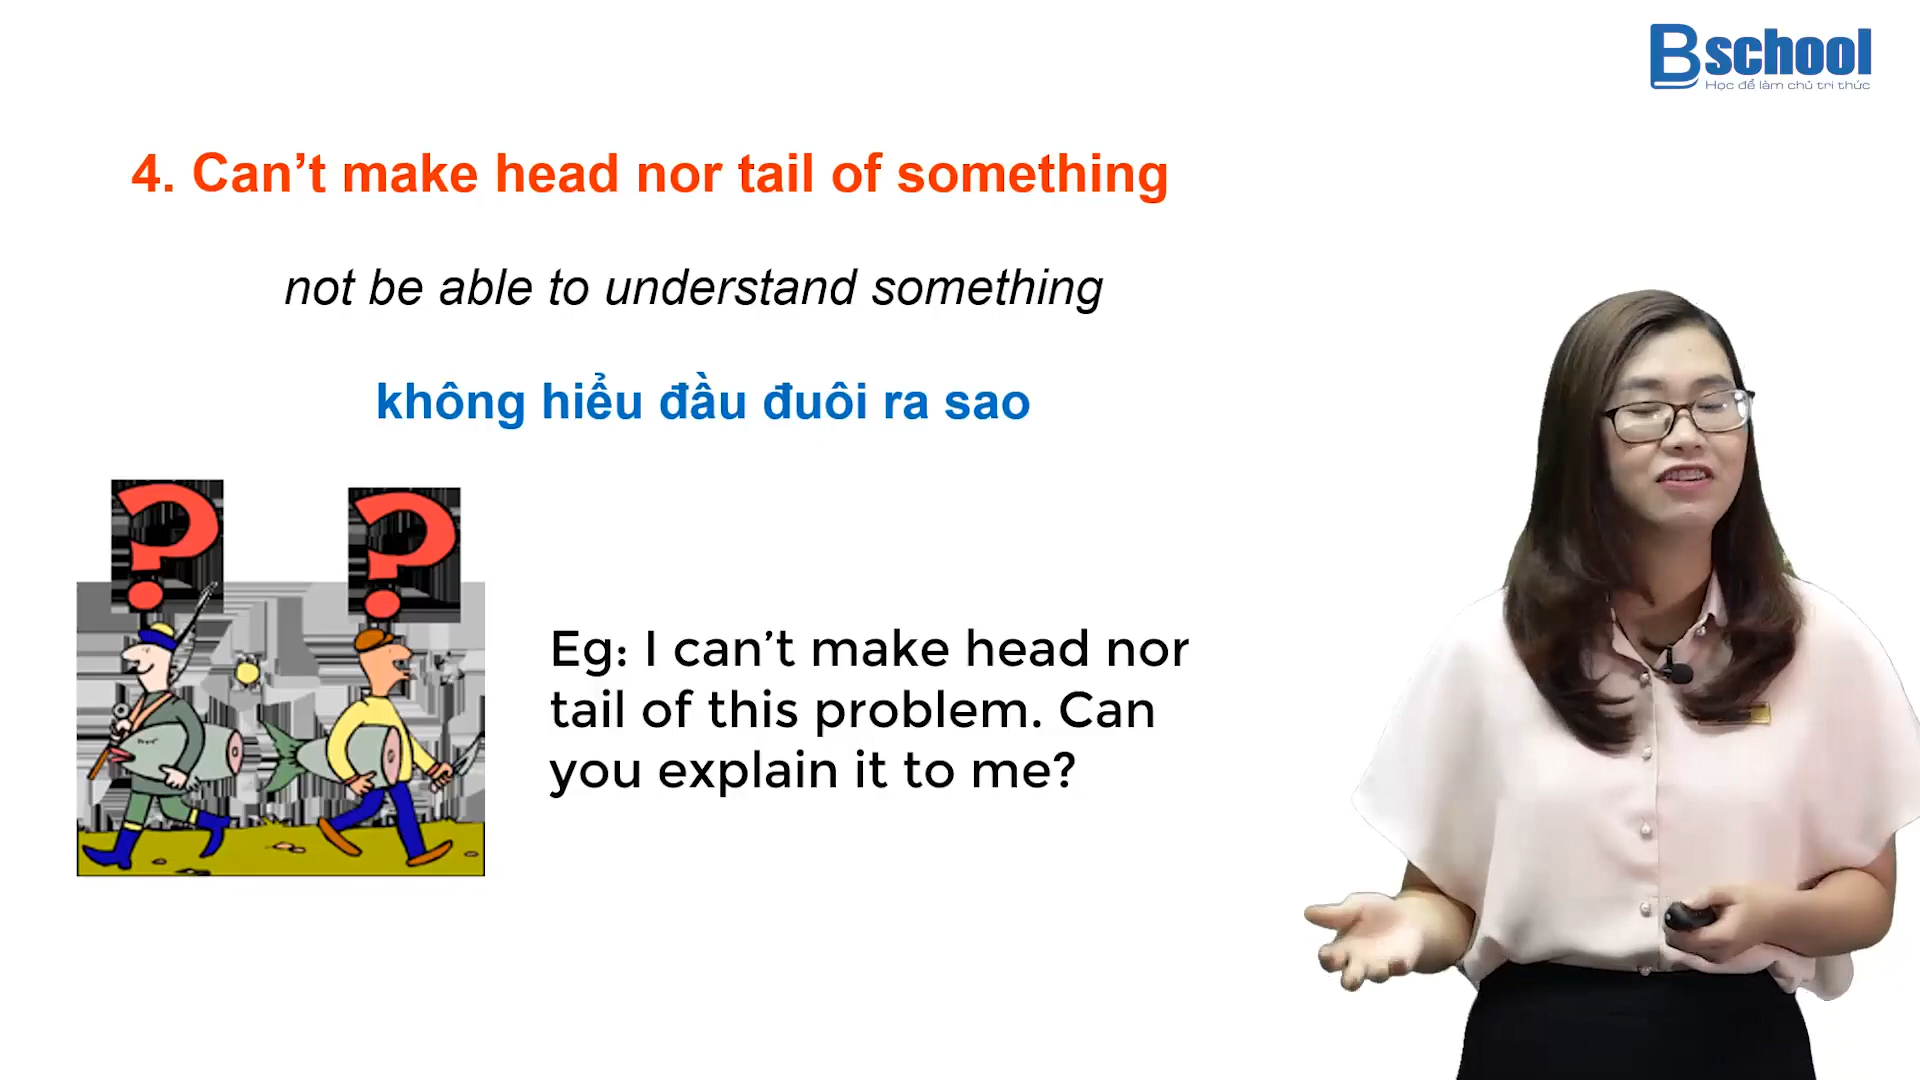 Bschool
Học để làm chủ tri thức
4. Can’t make head nor tail of something
not be able to understand something
không hiểu đầu đuôi ra sao
Eg: I can’t make head nor
tail of this problem. Can
you explain it to me?